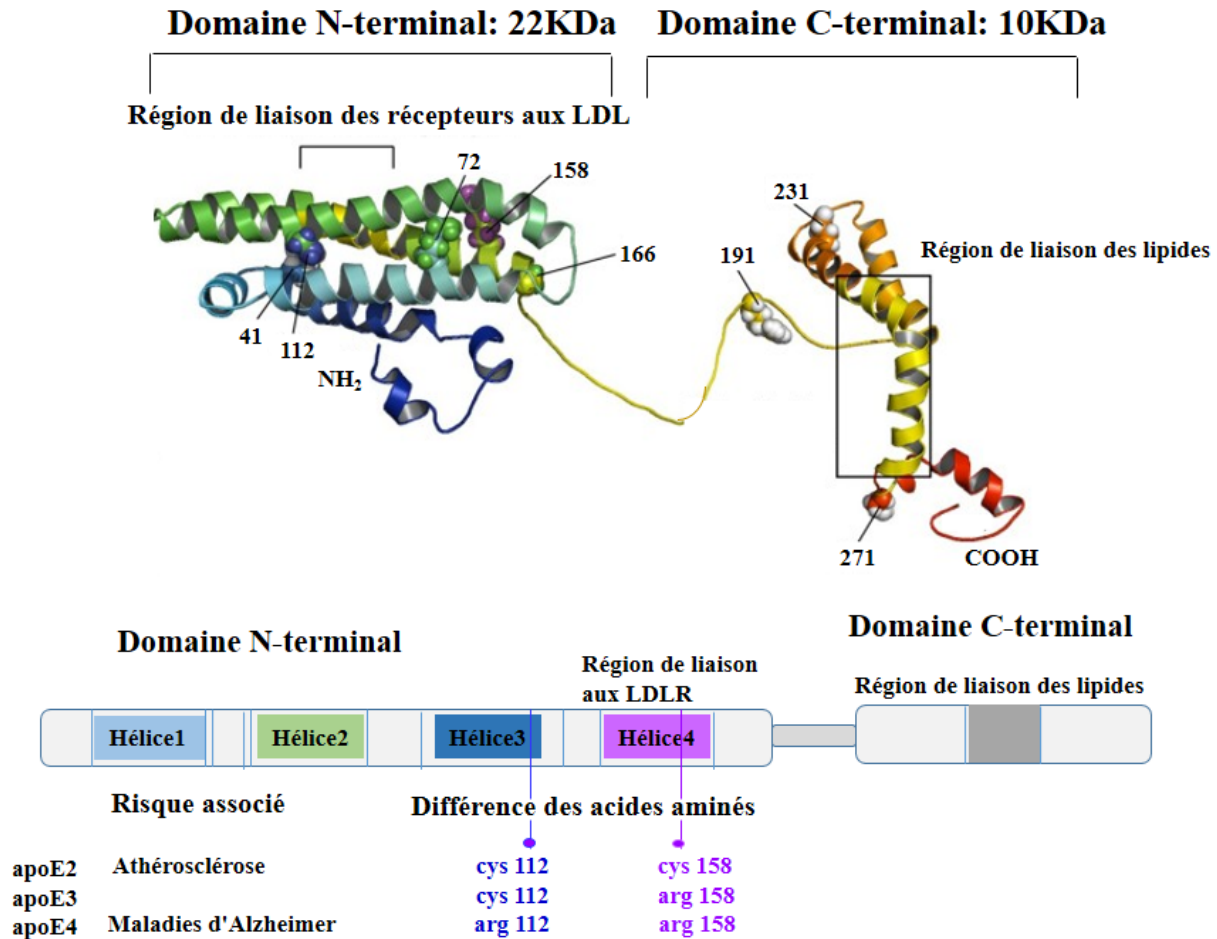 Domaine N-terminal: 22KDa
Domaine C-terminal: 10KDa
Région de liaison des récepteurs aux LDL
72
158
231
Région de liaison des lipides
166
191
41
112
NH₂
271
COOH
Domaine N-terminal
Domaine C-terminal
Région de liaison
aux LDLR
Région de liaison des lipides
Hélice1
Hélice2
Hélice3
Hélice4
Risque associé
Différence des acides aminés
apoE2 Athérosclérose cys 112 cys 158
apoE3 cys 112 arg 158
apoE4 Maladies d'Alzheimer arg 112 arg 158